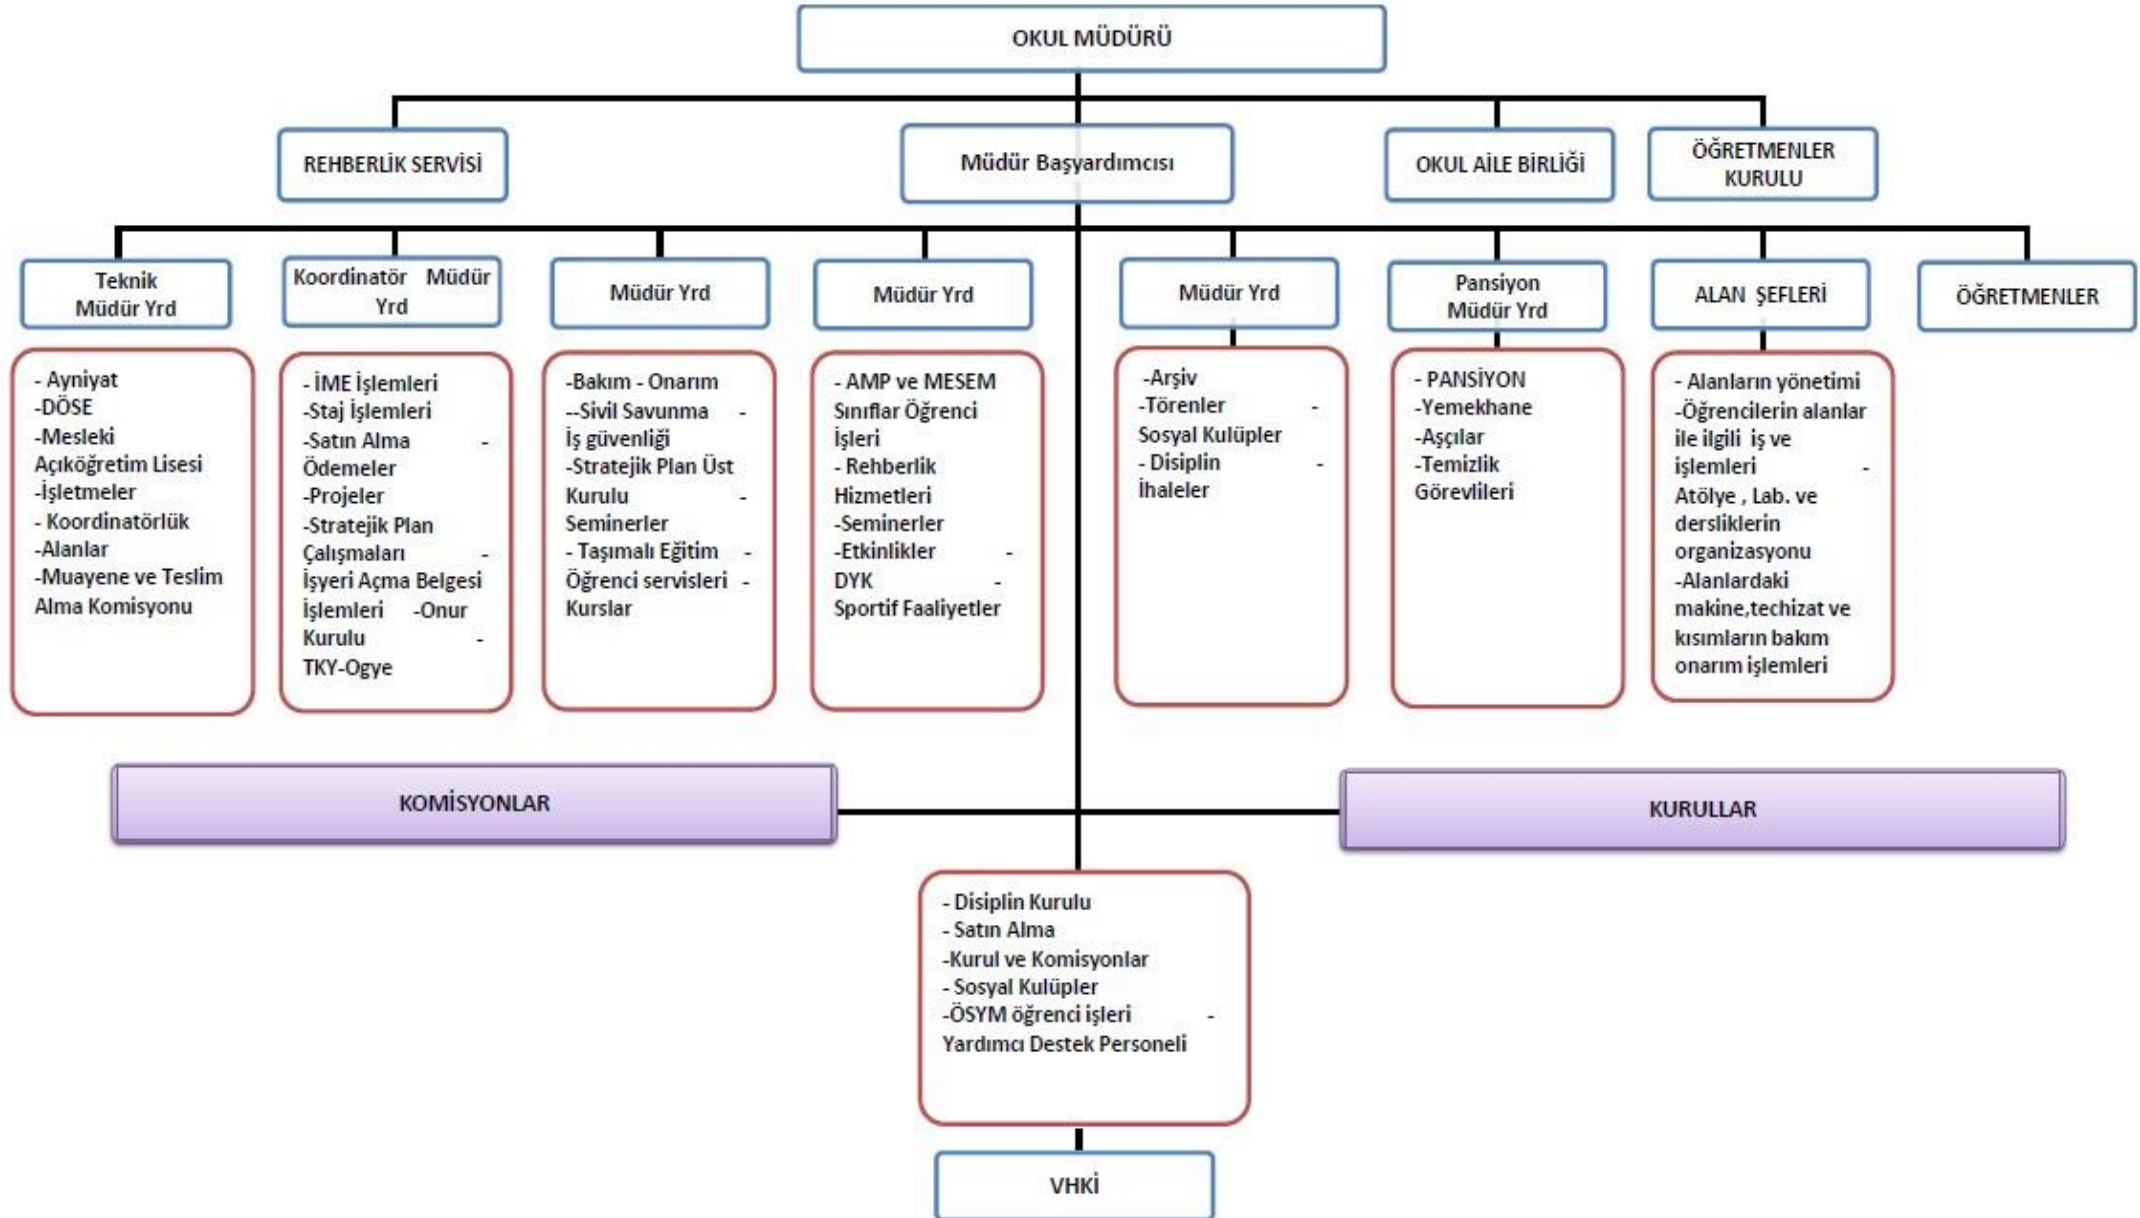 OKUL MÜDÜRÜ
REHBERLİK SERVİSİ
Müdür Başyardımcısı
OKUL AİLE BİRLİĞİ
ÖĞRETMENLER
KURULU
Teknik
Müdür Yrd
Koordinatör Müdür
Yrd
Müdür Yrd
Müdür Yrd
Müdür Yrd
Pansiyon
Müdür Yrd
ALAN ŞEFLERİ
ÖĞRETMENLER
- Ayniyat
-DÖSE
-Mesleki
Açıköğretim Lisesi
-İşletmeler
- Koordinatörlük
-Alanlar
-Muayene ve Teslim
Alma Komisyonu
- İME İşlemleri
-Staj İşlemleri
-Satın Alma -
Ödemeler
-Projeler
-Stratejik Plan
Çalışmaları -
İşyeri Açma Belgesi
İşlemleri -Onur
Kurulu -
TKY-Ogye
-Bakım - Onarım
--Sivil Savunma -
İş güvenliği
-Stratejik Plan Üst
Kurulu -
Seminerler
- Taşımalı Eğitim -
Öğrenci servisleri -
Kurslar
- AMP ve MESEM
Sınıflar Öğrenci
İşleri
- Rehberlik
Hizmetleri
-Seminerler
-Etkinlikler -
DYK -
Sportif Faaliyetler
-Arşiv
-Törenler -
Sosyal Kulüpler
- Disiplin -
İhaleler
- PANSİYON
-Yemekhane
-Aşçılar
-Temizlik
Görevlileri
- Alanların yönetimi
-Öğrencilerin alanlar
ile ilgili iş ve
işlemleri -
Atölye , Lab. ve
dersliklerin
organizasyonu
-Alanlardaki
makine,techizat ve
kısımların bakım
onarım işlemleri
KOMİSYONLAR
KURULLAR
- Disiplin Kurulu
- Satın Alma
-Kurul ve Komisyonlar
- Sosyal Kulüpler
-ÖSYM öğrenci işleri -
Yardımcı Destek Personeli
VHKİ